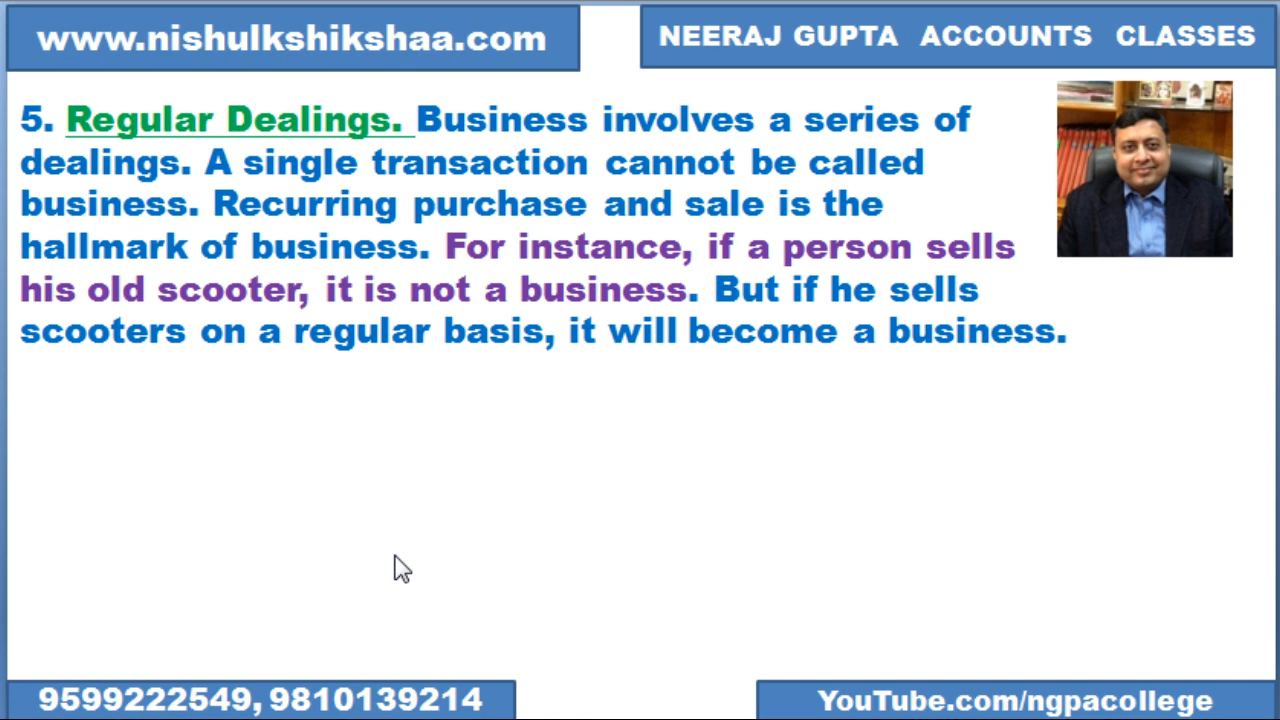 www.nishulkshikshaa.com
NEERAJ GUPTA ACCOUNTS CLASSES
5. Regular Dealings. Business involves a series of
dealings. A single transaction cannot be called
business. Recurring purchase and sale is the
hallmark of business. For instance, if a person sells
his old scooter, it is not a business. But if he sells
scooters on a regular basis, it will become a business.
9599222549, 9810139214
YouTube.com/ngpacollege